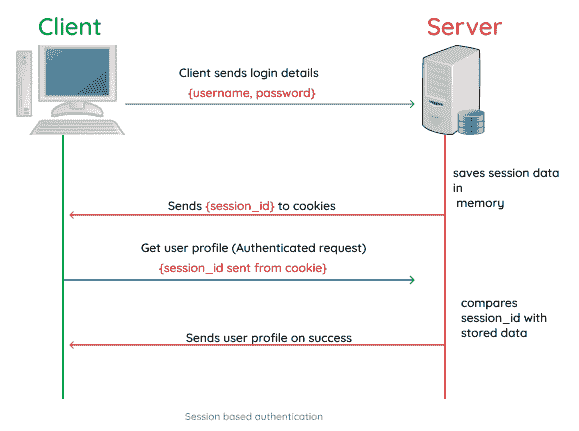 Client
Server
Client sends login details
{username, password}
saves session data
in
memory
Sends {session_id} to cookies
Get user profile (Authenticated request)
{session_id sent from cookie}
compares
session_id with
stored data
Sends user profile on success
Session based authentication